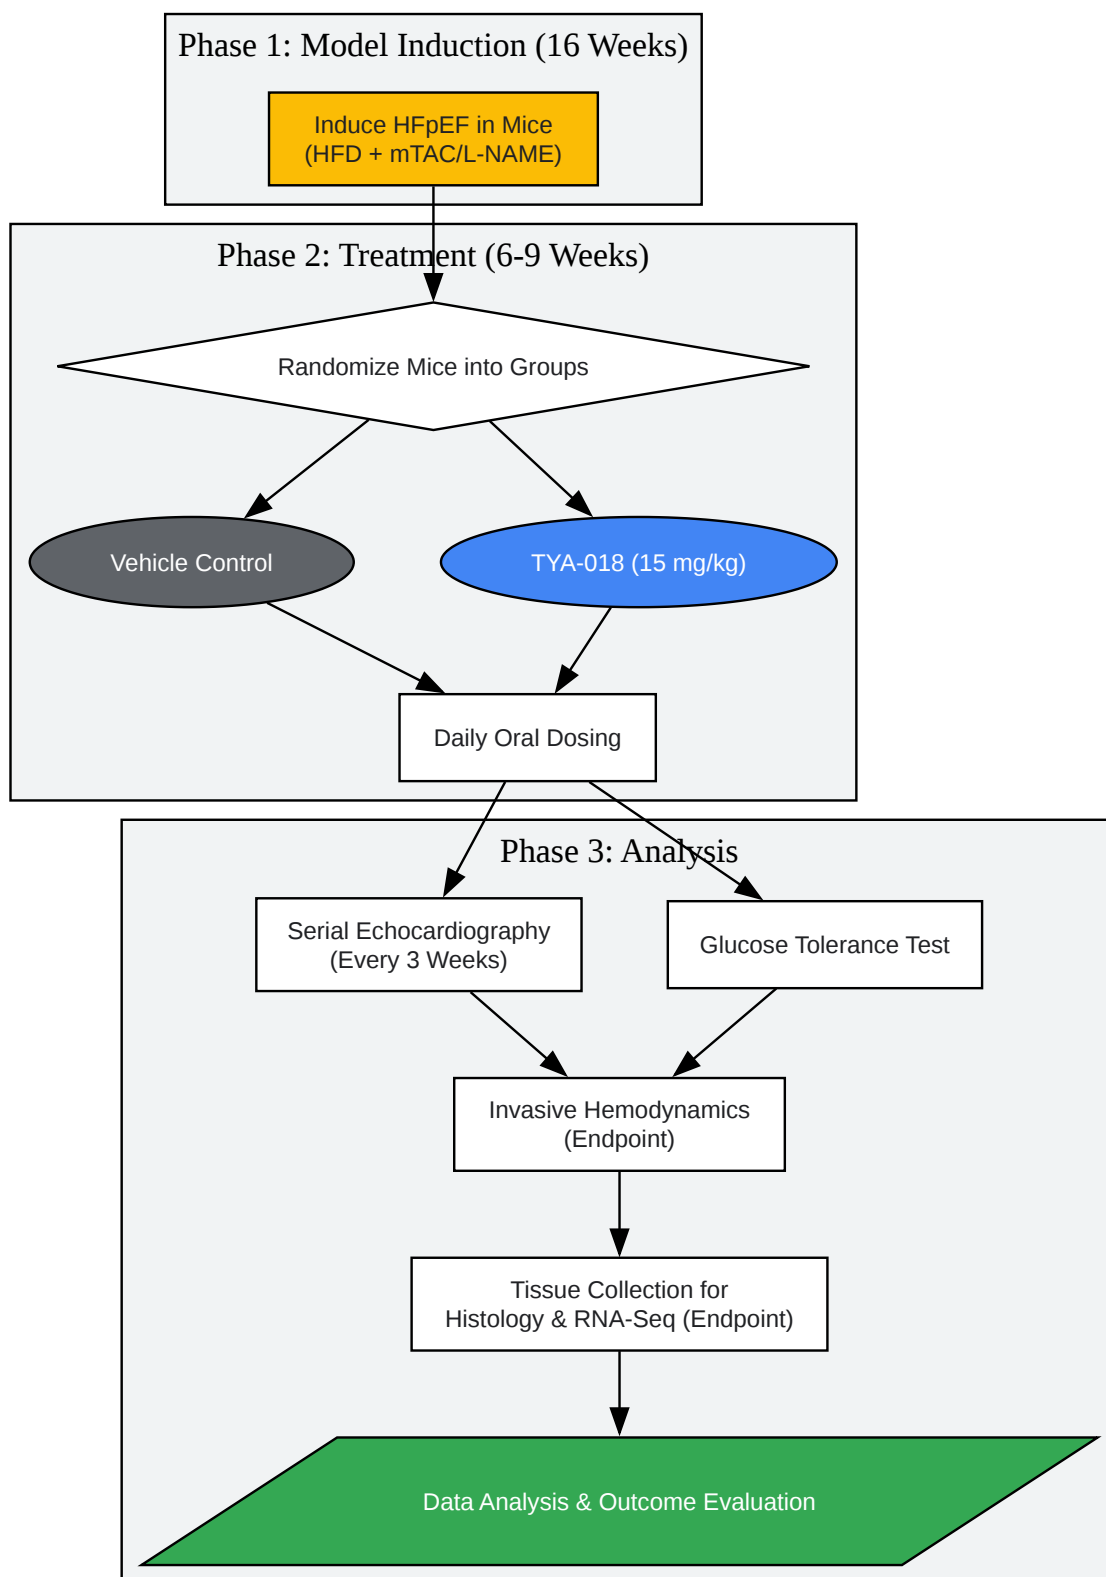 Phase 1: Model Induction (16 Weeks)
Induce HFpEF in Mice
(HFD + mTAC/L-NAME)
Phase 2: Treatment (6-9 Weeks)
Randomize Mice into Groups
Vehicle Control
TYA-018 (15 mg/kg)
Daily Oral Dosing
Phase 3: Analysis
Serial Echocardiography
(Every 3 Weeks)
Glucose Tolerance Test
Invasive Hemodynamics
(Endpoint)
Tissue Collection for
Histology & RNA-Seq (Endpoint)
Data Analysis & Outcome Evaluation